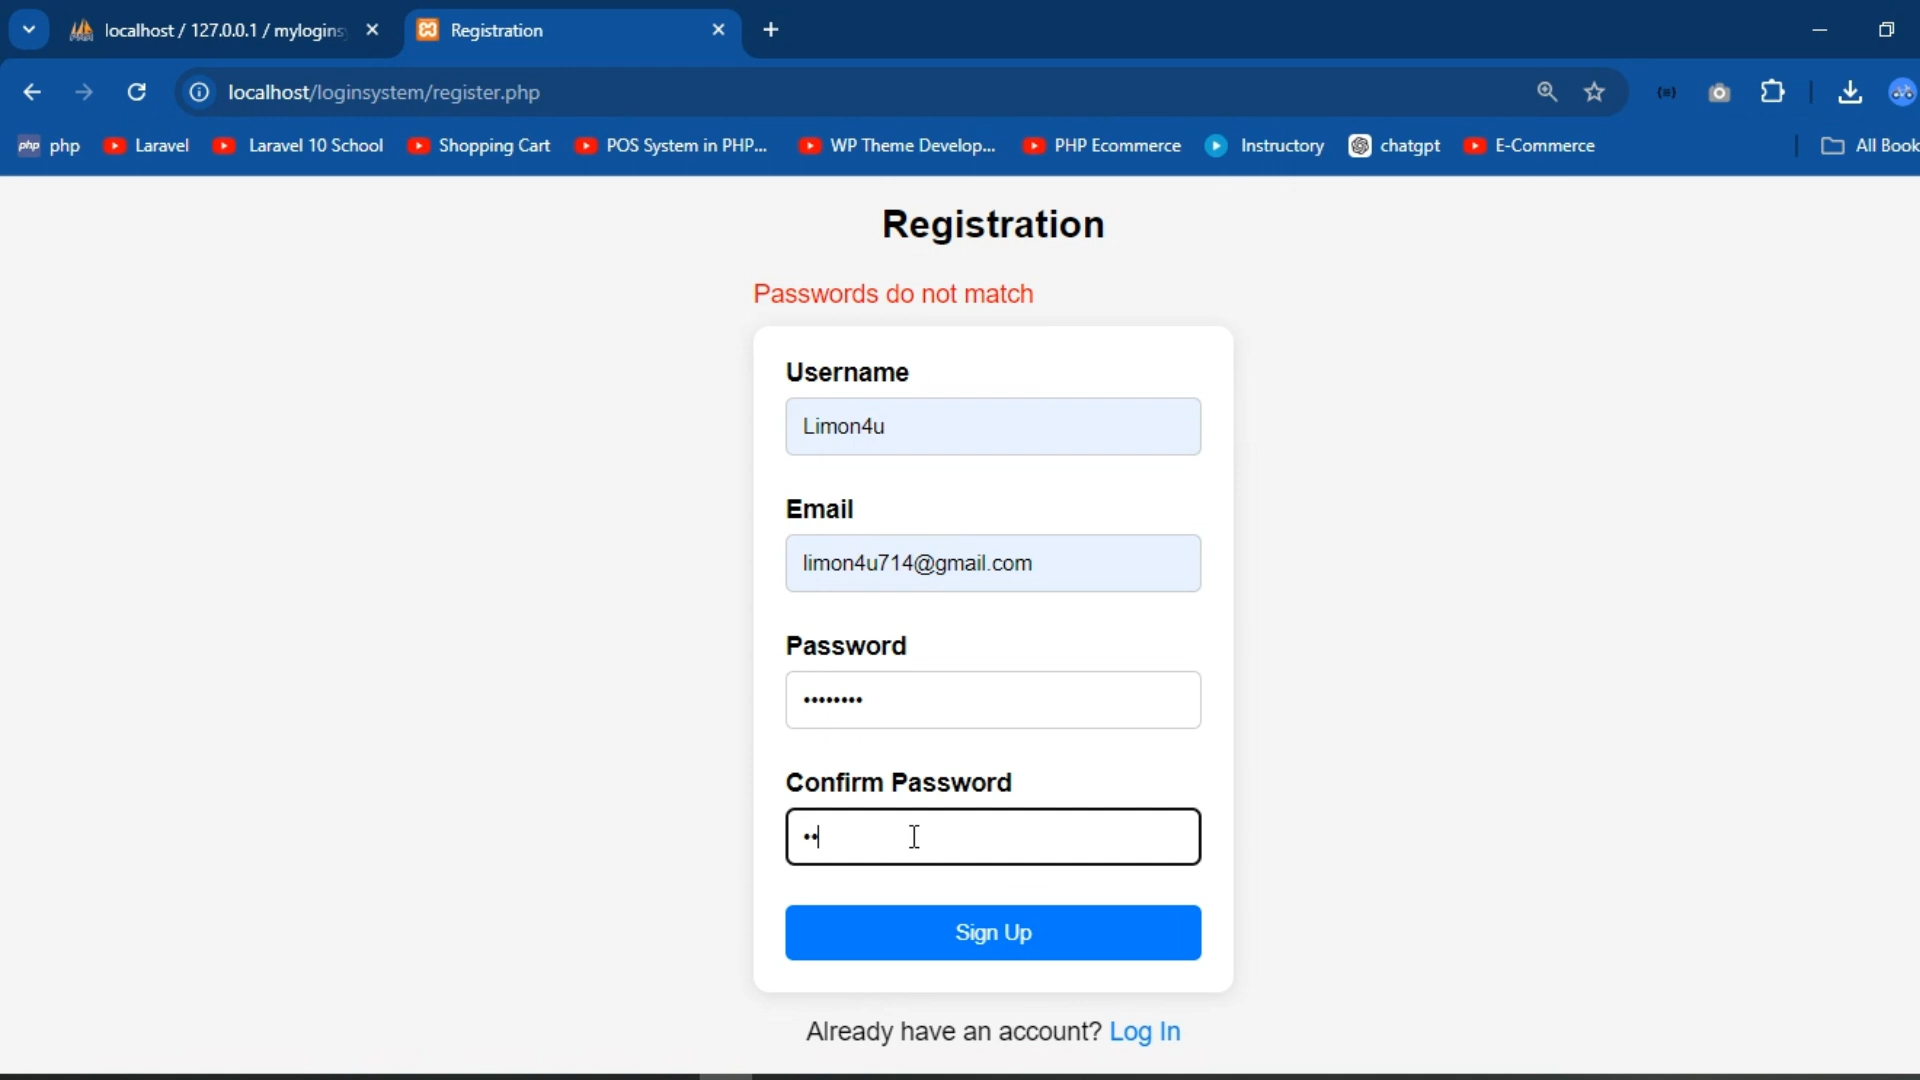 localhost / 127.0.0.1 / mylogins
Registration
localhost/loginsystem/register.php
php php
Laravel
Laravel 10 School
Shopping Cart
POS System in PHP...
WP Theme Develop...
PHP Ecommerce
Instructory
chatgpt
E-Commerce
All Book
Registration
Passwords do not match
Username
Limon4u
Email
limon4u714@gmail.com
Password
••••••••
Confirm Password
••
Sign Up
Already have an account? Log In